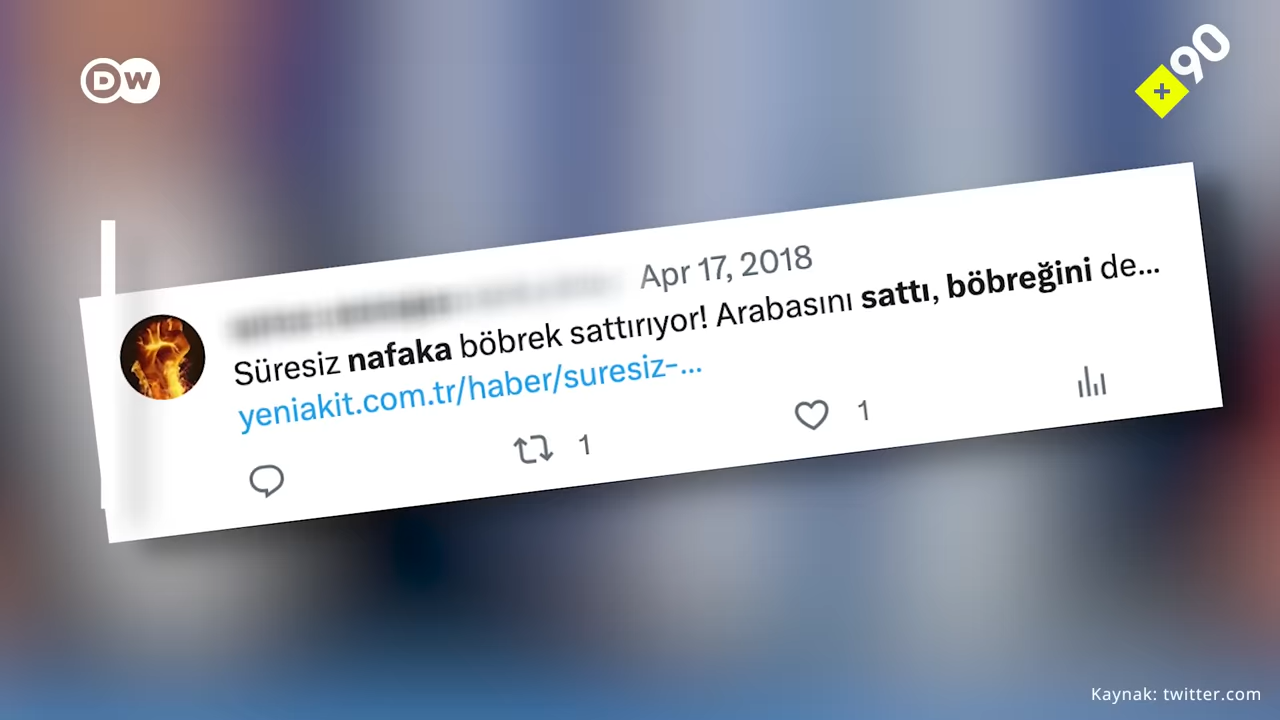 DW
+90
Apr 17, 2018
Süresiz nafaka böbrek sattırıyor! Arabasını sattı, böbreğini de...
yeniakit.com.tr/haber/suresiz-...
1
1
Kaynak: twitter.com